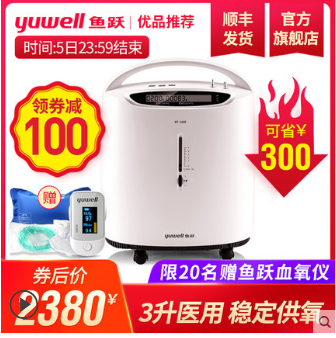 yuwell 鱼跃 | 优品推荐
时间:5日23:59结束
顺丰
发货
官方
旗舰店
领券减
100
可省¥
300
赠
yuwell 鱼跃
券后价
2380¥
限20名赠鱼跃血氧仪
3升医用 稳定供氧